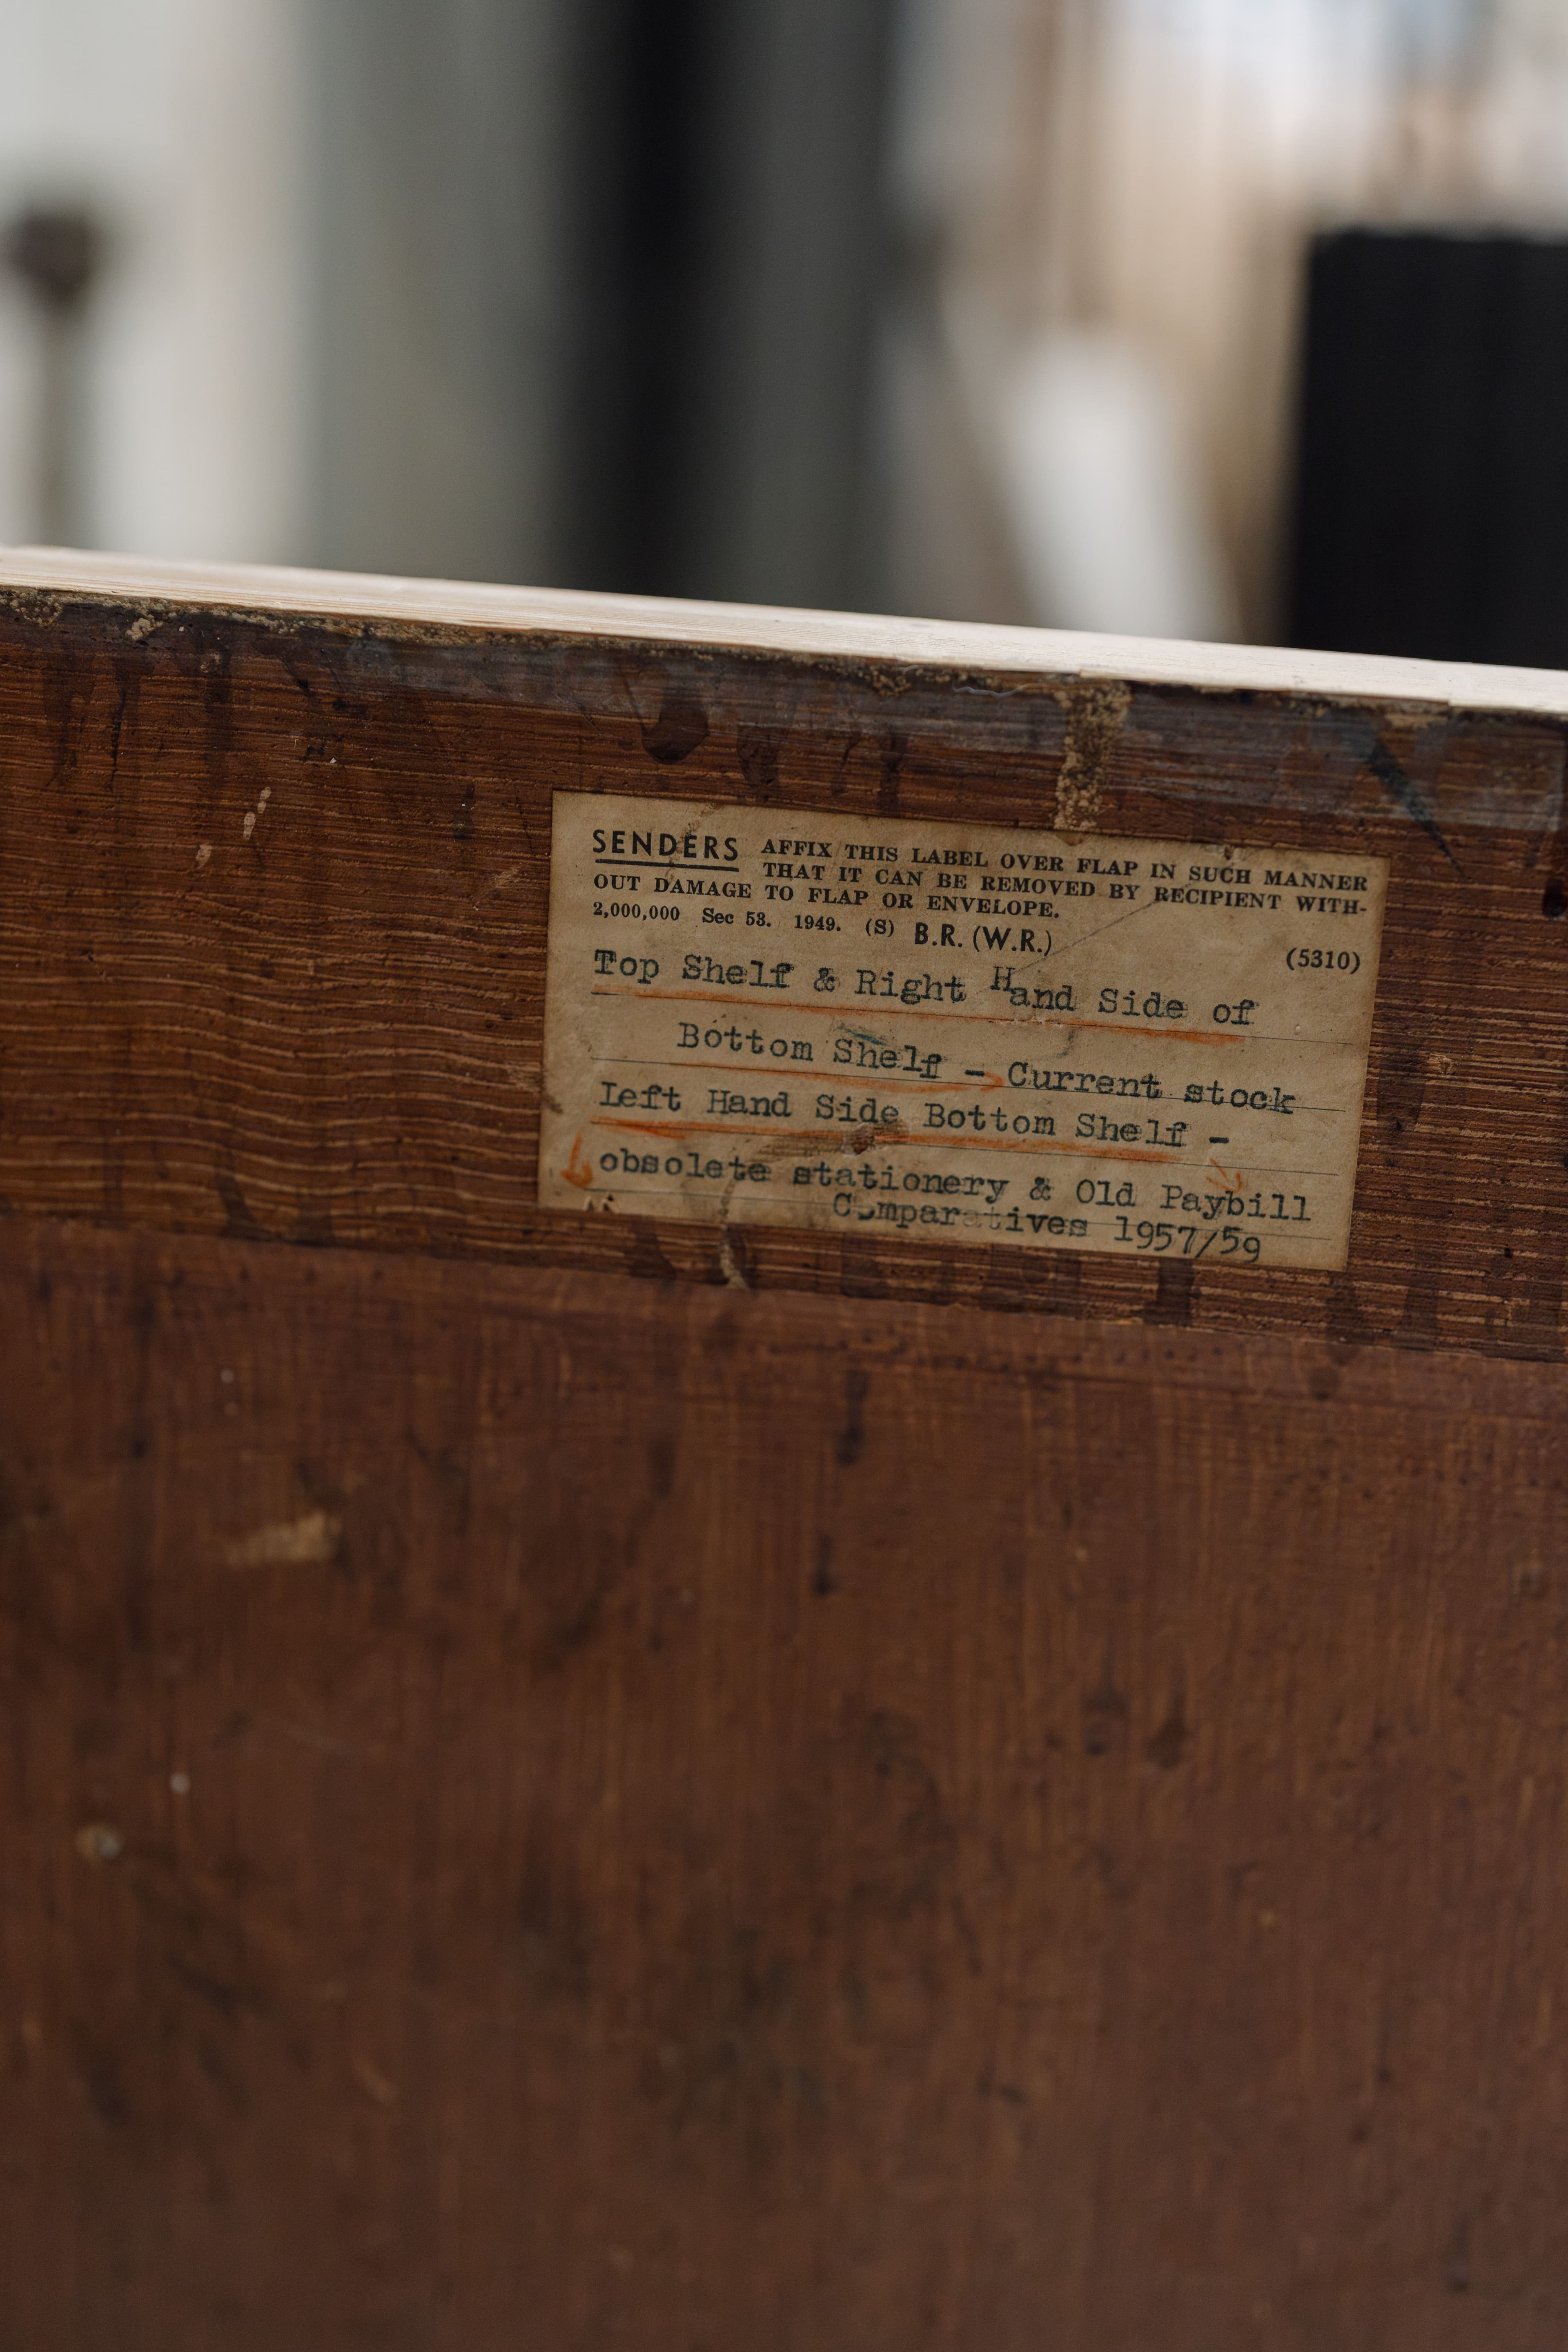 SENDERS AFFIX THIS LABEL OVER FLAP IN SUCH MANNER
THAT IT CAN BE REMOVED BY RECIPIENT WITH-
OUT DAMAGE TO FLAP OR ENVELOPE.
2,000,000 Sec 53. 1949. (S) B.R. (W.R.) (5310)
Top Shelf & Right Hand Side of
Bottom Shelf - Current stock
Left Hand Side Bottom Shelf -
obsolete stationery & Old Paybill
Comparatives 1957/59